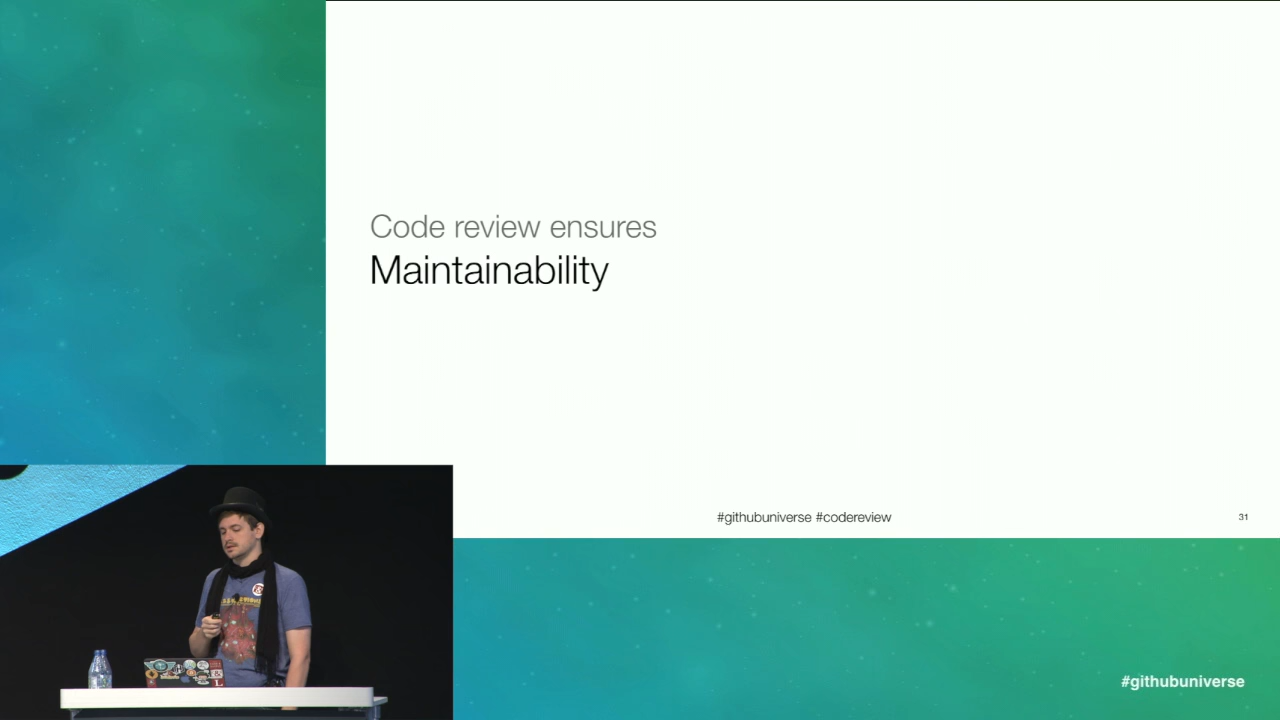 Code review ensures
Maintainability
#githubuniverse #codereview
31
#githubuniverse